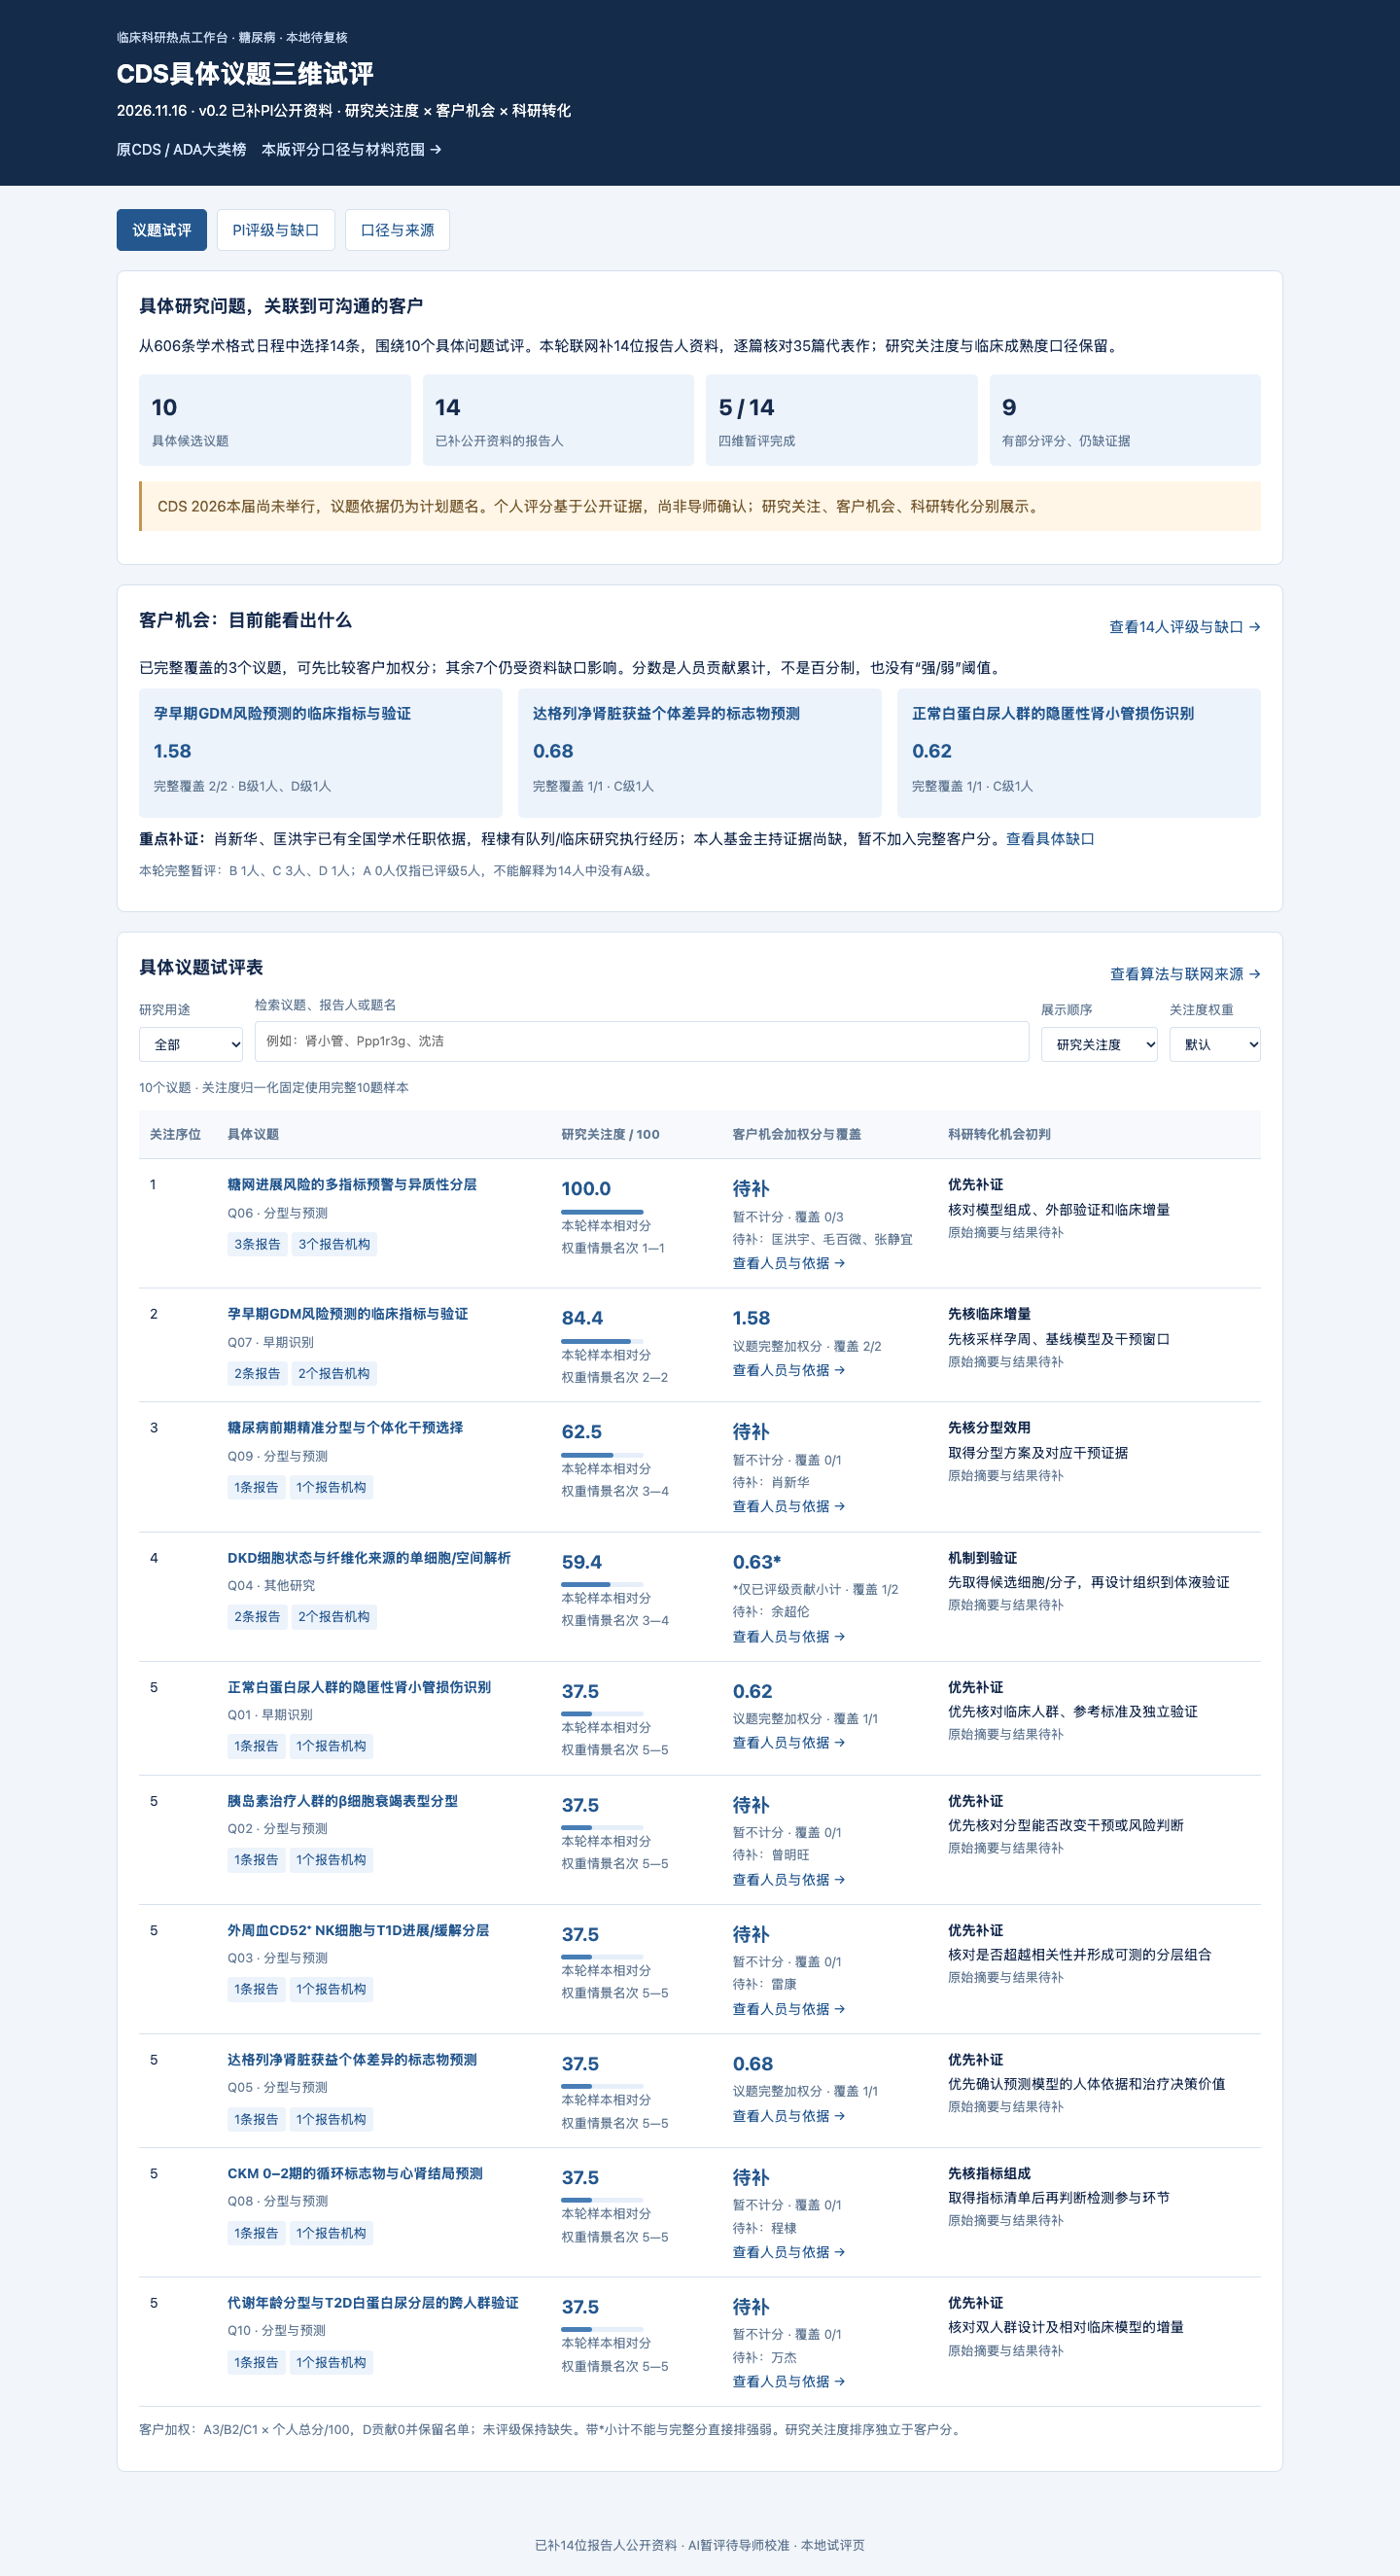 临床科研热点工作台 · 糖尿病 · 本地待复核
CDS具体议题三维试评
2026.11.16 · v0.2 已补PI公开资料 · 研究关注度 × 客户机会 × 科研转化
原CDS / ADA大类榜 本版评分口径与材料范围 →
议题试评 PI评级与缺口 口径与来源
具体研究问题，关联到可沟通的客户
从606条学术格式日程中选择14条，围绕10个具体问题试评。本轮联网补14位报告人资料，逐篇核对35篇代表作；研究关注度与临床成熟度口径保留。
10 14 5 / 14 9
具体候选议题 已补公开资料的报告人 四维暂评完成 有部分评分、仍缺证据
CDS 2026本届尚未举行，议题依据仍为计划题名。个人评分基于公开证据，尚非导师确认；研究关注、客户机会、科研转化分别展示。
客户机会：目前能看出什么
查看14人评级与缺口 →
已完整覆盖的3个议题，可先比较客户加权分；其余7个仍受资料缺口影响。分数是人员贡献累计，不是百分制，也没有“强/弱”阈值。
孕早期GDM风险预测的临床指标与验证
1.58
完整覆盖 2/2 · B级1人、D级1人
达格列净肾脏获益个体差异的标志物预测
0.68
完整覆盖 1/1 · C级1人
正常白蛋白尿人群的隐匿性肾小管损伤识别
0.62
完整覆盖 1/1 · C级1人
重点补证：肖新华、匡洪宇已有全国学术任职依据，程棣有队列/临床研究执行经历；本人基金主持证据尚缺，暂不加入完整客户分。查看具体缺口
本轮完整暂评：B 1人、C 3人、D 1人；A 0人仅指已评级5人，不能解释为14人中没有A级。
具体议题试评表
查看算法与联网来源 →
研究用途 检索议题、报告人或题名 展示顺序 关注度权重
全部 例如：肾小管、Ppp1r3g、沈洁 研究关注度 默认
10个议题 · 关注度归一化固定使用完整10题样本
关注序位 具体议题 研究关注度 / 100 客户机会加权分与覆盖 科研转化机会初判
1
糖网进展风险的多指标预警与异质性分层
Q06 · 分型与预测
3条报告 3个报告机构
100.0
本轮样本相对分
权重情景名次 1—1
待补
暂不计分 · 覆盖 0/3
待补：匡洪宇、毛百微、张静宜
查看人员与依据 →
优先补证
核对模型组成、外部验证和临床增量
原始摘要与结果待补
2
孕早期GDM风险预测的临床指标与验证
Q07 · 早期识别
2条报告 2个报告机构
84.4
本轮样本相对分
权重情景名次 2—2
1.58
议题完整加权分 · 覆盖 2/2
查看人员与依据 →
先核临床增量
先核采样孕周、基线模型及干预窗口
原始摘要与结果待补
3
糖尿病前期精准分型与个体化干预选择
Q09 · 分型与预测
1条报告 1个报告机构
62.5
本轮样本相对分
权重情景名次 3—4
待补
暂不计分 · 覆盖 0/1
待补：肖新华
查看人员与依据 →
先核分型效用
取得分型方案及对应干预证据
原始摘要与结果待补
4
DKD细胞状态与纤维化来源的单细胞/空间解析
Q04 · 其他研究
2条报告 2个报告机构
59.4
本轮样本相对分
权重情景名次 3—4
0.63*
*仅已评级贡献小计 · 覆盖 1/2
待补：余超伦
查看人员与依据 →
机制到验证
先取得候选细胞/分子，再设计组织到体液验证
原始摘要与结果待补
5
正常白蛋白尿人群的隐匿性肾小管损伤识别
Q01 · 早期识别
1条报告 1个报告机构
37.5
本轮样本相对分
权重情景名次 5—5
0.62
议题完整加权分 · 覆盖 1/1
查看人员与依据 →
优先补证
优先核对临床人群、参考标准及独立验证
原始摘要与结果待补
5
胰岛素治疗人群的β细胞衰竭表型分型
Q02 · 分型与预测
1条报告 1个报告机构
37.5
本轮样本相对分
权重情景名次 5—5
待补
暂不计分 · 覆盖 0/1
待补：曾明旺
查看人员与依据 →
优先补证
优先核对分型能否改变干预或风险判断
原始摘要与结果待补
5
外周血CD52⁺ NK细胞与T1D进展/缓解分层
Q03 · 分型与预测
1条报告 1个报告机构
37.5
本轮样本相对分
权重情景名次 5—5
待补
暂不计分 · 覆盖 0/1
待补：雷康
查看人员与依据 →
优先补证
核对是否超越相关性并形成可测的分层组合
原始摘要与结果待补
5
达格列净肾脏获益个体差异的标志物预测
Q05 · 分型与预测
1条报告 1个报告机构
37.5
本轮样本相对分
权重情景名次 5—5
0.68
议题完整加权分 · 覆盖 1/1
查看人员与依据 →
优先补证
优先确认预测模型的人体依据和治疗决策价值
原始摘要与结果待补
5
CKM 0–2期的循环标志物与心肾结局预测
Q08 · 分型与预测
1条报告 1个报告机构
37.5
本轮样本相对分
权重情景名次 5—5
待补
暂不计分 · 覆盖 0/1
待补：程棣
查看人员与依据 →
先核指标组成
取得指标清单后再判断检测参与环节
原始摘要与结果待补
5
代谢年龄分型与T2D白蛋白尿分层的跨人群验证
Q10 · 分型与预测
1条报告 1个报告机构
37.5
本轮样本相对分
权重情景名次 5—5
待补
暂不计分 · 覆盖 0/1
待补：万杰
查看人员与依据 →
优先补证
核对双人群设计及相对临床模型的增量
原始摘要与结果待补
客户加权：A3/B2/C1 × 个人总分/100，D贡献0并保留名单；未评级保持缺失。带*小计不能与完整分直接排强弱。研究关注度排序独立于客户分。
已补14位报告人公开资料 · AI暂评待导师校准 · 本地试评页